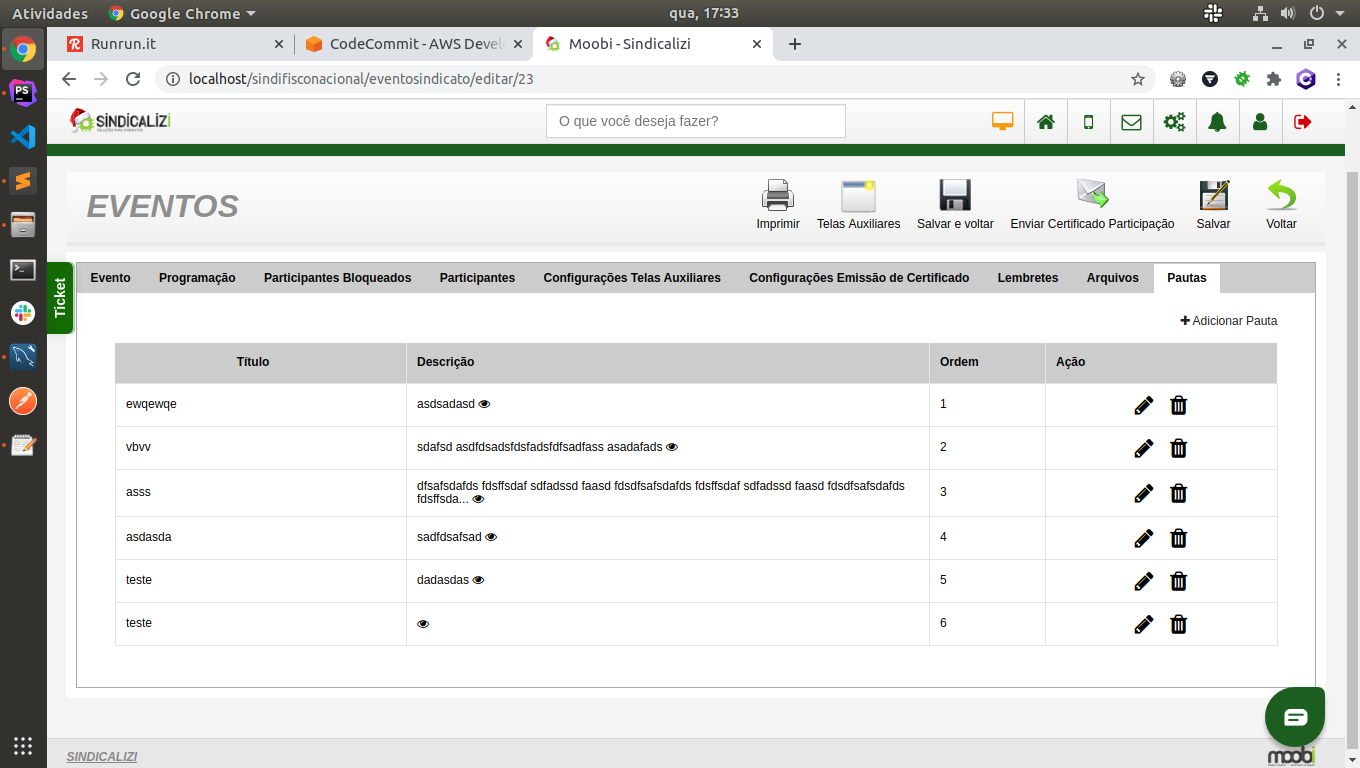 Atividades Google Chrome qua, 17:33
Runrun.it CodeCommit - AWS Devel Moobi - Sindicalizi
localhost/sindifisconacional/eventosindicato/editar/23
SINDICALIZI O que você deseja fazer?
SOLUÇÕES PARA SINDICATOS
EVENTOS
Imprimir Telas Auxiliares Salvar e voltar Enviar Certificado Participação Salvar Voltar
Ticket
Evento Programação Participantes Bloqueados Participantes Configurações Telas Auxiliares Configurações Emissão de Certificado Lembretes Arquivos Pautas
Adicionar Pauta
Título Descrição Ordem Ação
ewqewqe asdsadasd 1
vbvv sdafsd asdfdsadsfdsfadsfdfsadfass asadafads 2
asss dfsafsdafds fdsffsdaf sdfadssd faasd fdsdfsafsdafds fdsffsdaf sdfadssd faasd fdsdfsafsdafds 3
fdsffsda...
asdasda sadfdsafsad 4
teste dadasdas 5
teste 6
SINDICALIZI moobi
PS